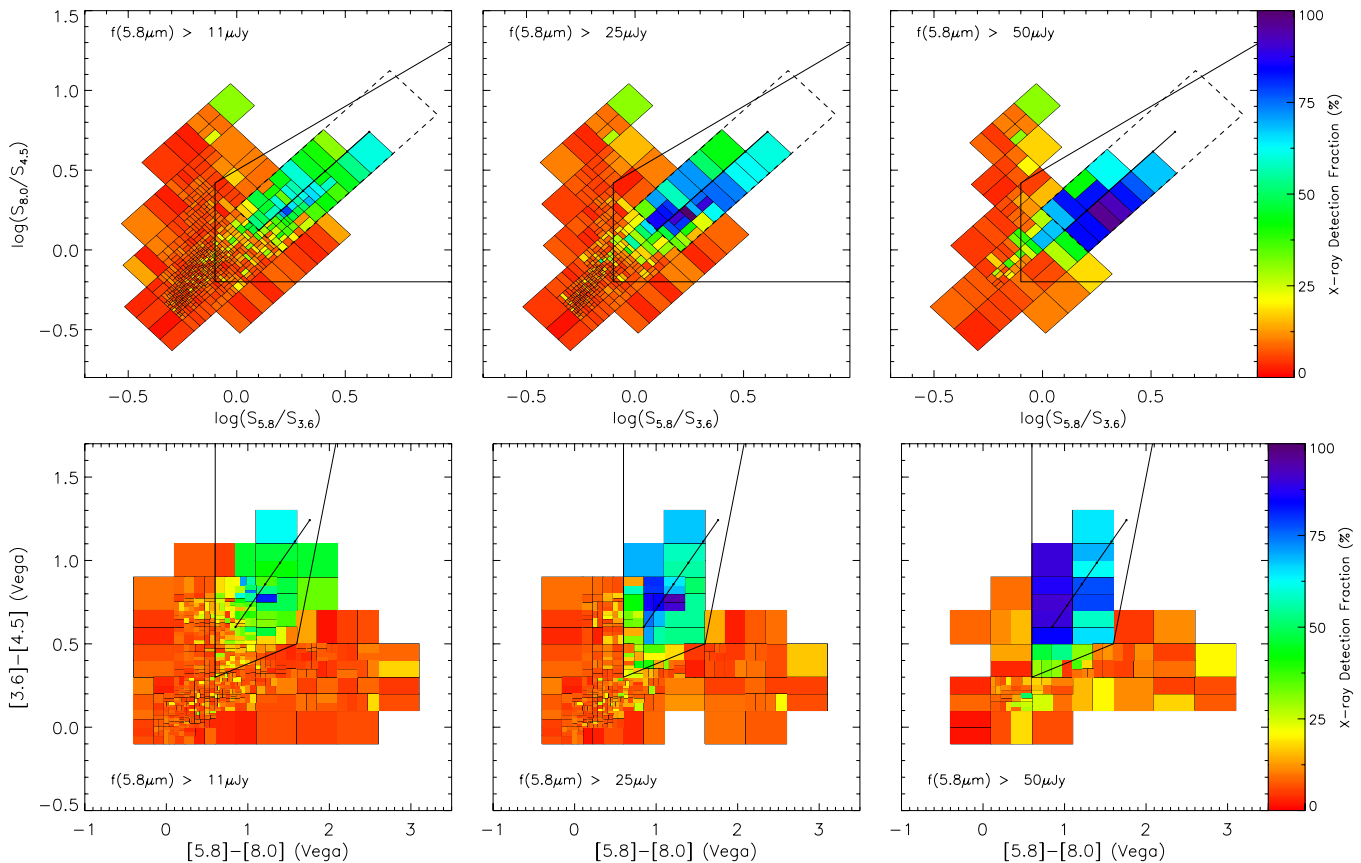 f(5.8μm) > 11μJy
f(5.8μm) > 25μJy
f(5.8μm) > 50μJy
1.5
1.0
0.5
0.0
−0.5
log(S8.0/S4.5)
−0.5 0.0 0.5
−0.5 0.0 0.5
−0.5 0.0 0.5
log(S5.8/S3.6)
log(S5.8/S3.6)
log(S5.8/S3.6)
100
75
50
25
0
X−ray Detection Fraction (%)
1.5
1.0
0.5
0.0
−0.5
[3.6]−[4.5] (Vega)
f(5.8μm) > 11μJy
f(5.8μm) > 25μJy
f(5.8μm) > 50μJy
−1 0 1 2 3
−1 0 1 2 3
−1 0 1 2 3
[5.8]−[8.0] (Vega)
[5.8]−[8.0] (Vega)
[5.8]−[8.0] (Vega)
100
75
50
25
0
X−ray Detection Fraction (%)